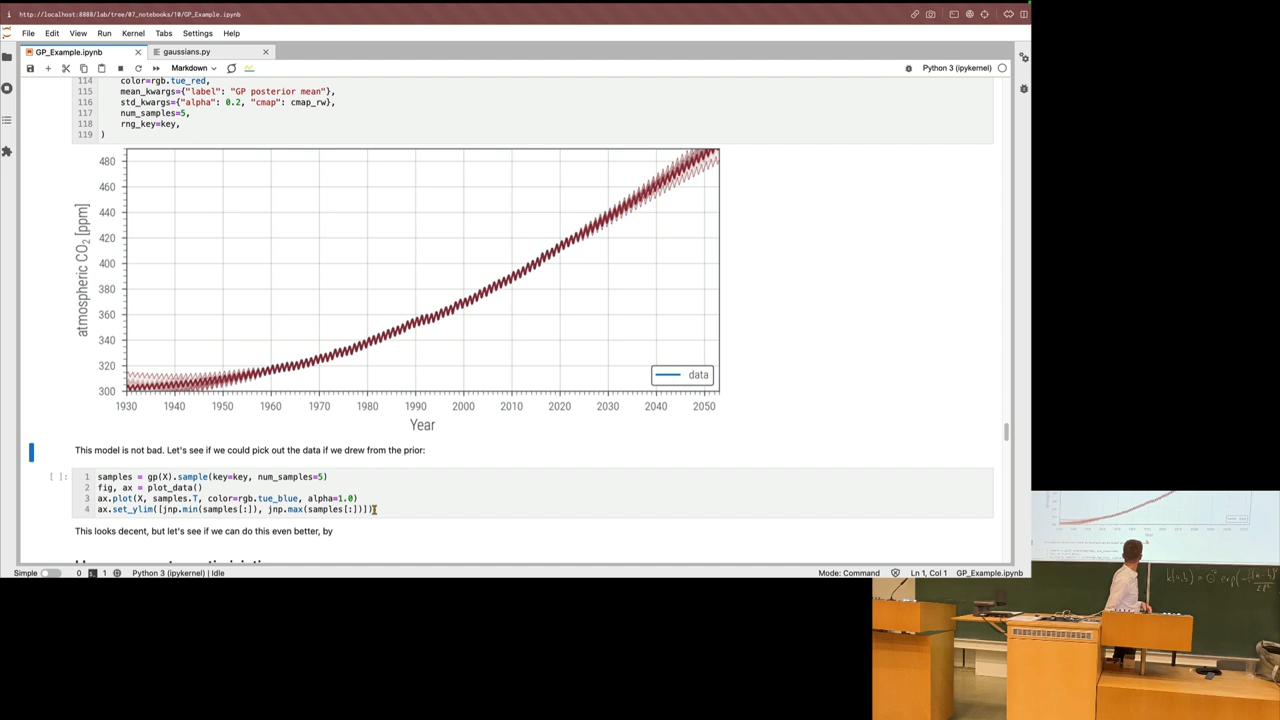 http://localhost:8888/lab/tree/07_notebooks/10/GP_Example.ipynb
File Edit View Run Kernel Tabs Settings Help
GP_Example.ipynb gaussians.py
Markdown Python 3 (ipykernel)
114 color=rgb.tue_red,
115 mean_kwargs={"label": "GP posterior mean"},
116 std_kwargs={"alpha": 0.2, "cmap": cmap_rw},
117 num_samples=5,
118 rng_key=key,
119 )
480
460
440
420
400
380
360
340
320
300
atmospheric CO2 [ppm]
data
1930 1940 1950 1960 1970 1980 1990 2000 2010 2020 2030 2040 2050
Year
This model is not bad. Let's see if we could pick out the data if we drew from the prior:
[ ]: 1 samples = gp(X).sample(key=key, num_samples=5)
2 fig, ax = plot_data()
3 ax.plot(X, samples.T, color=rgb.tue_blue, alpha=1.0)
4 ax.set_ylim([jnp.min(samples[:]), jnp.max(samples[:])])
This looks decent, but let's see if we can do this even better, by
Simple 0 1 Python 3 (ipykernel) | Idle Mode: Command Ln 1, Col 1 GP_Example.ipynb